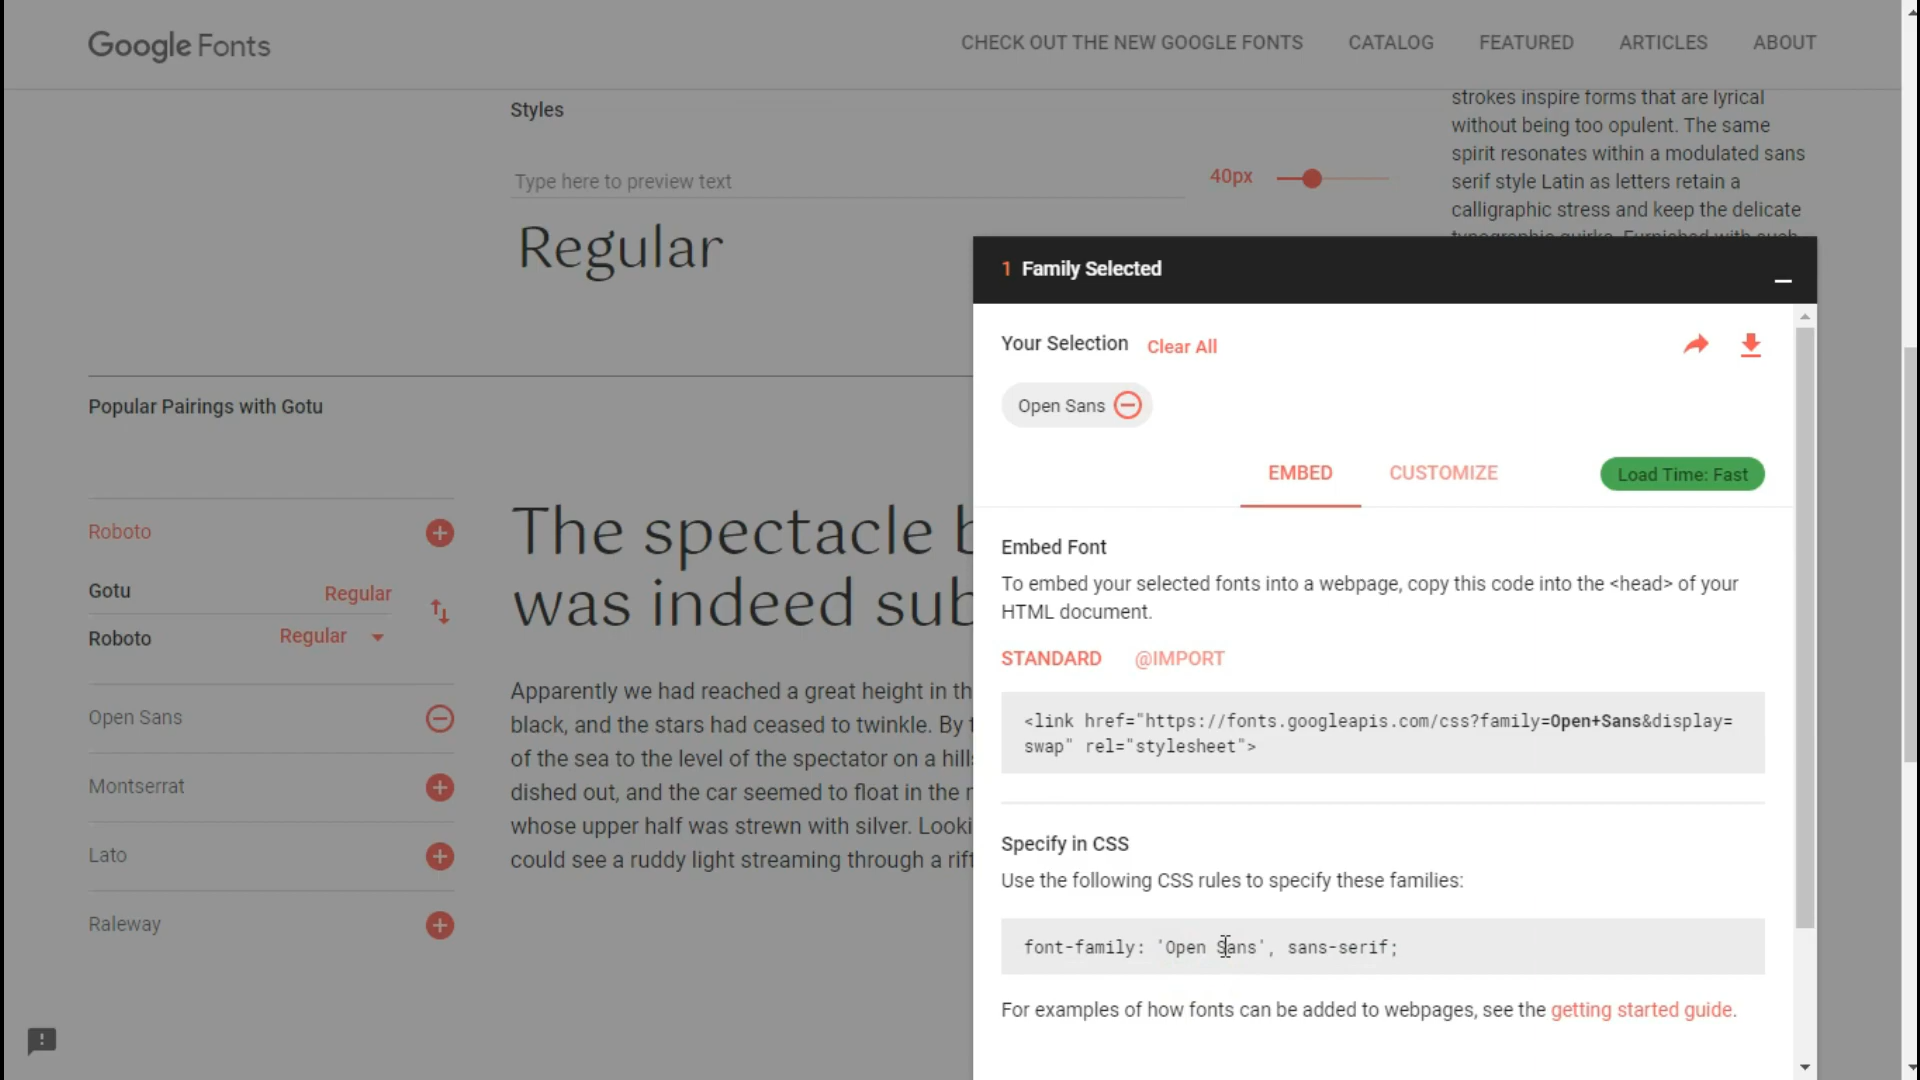 Google Fonts
CHECK OUT THE NEW GOOGLE FONTS
CATALOG
FEATURED
ARTICLES
ABOUT
Styles
Type here to preview text
40px
Regular
strokes inspire forms that are lyrical
without being too opulent. The same
spirit resonates within a modulated sans
serif style Latin as letters retain a
calligraphic stress and keep the delicate
typographic quirks. Furnished with such
Popular Pairings with Gotu
Roboto
Gotu
Regular
Roboto
Regular
Open Sans
Montserrat
Lato
Raleway
The spectacle b
was indeed sub
Apparently we had reached a great height in th
black, and the stars had ceased to twinkle. By t
of the sea to the level of the spectator on a hills
dished out, and the car seemed to float in the m
whose upper half was strewn with silver. Looki
could see a ruddy light streaming through a rift
1 Family Selected
Your Selection
Clear All
Open Sans
EMBED
CUSTOMIZE
Load Time: Fast
Embed Font
To embed your selected fonts into a webpage, copy this code into the <head> of your
HTML document.
STANDARD
@IMPORT
<link href="https://fonts.googleapis.com/css?family=Open+Sans&display=
swap" rel="stylesheet">
Specify in CSS
Use the following CSS rules to specify these families:
font-family: 'Open Sans', sans-serif;
For examples of how fonts can be added to webpages, see the getting started guide.